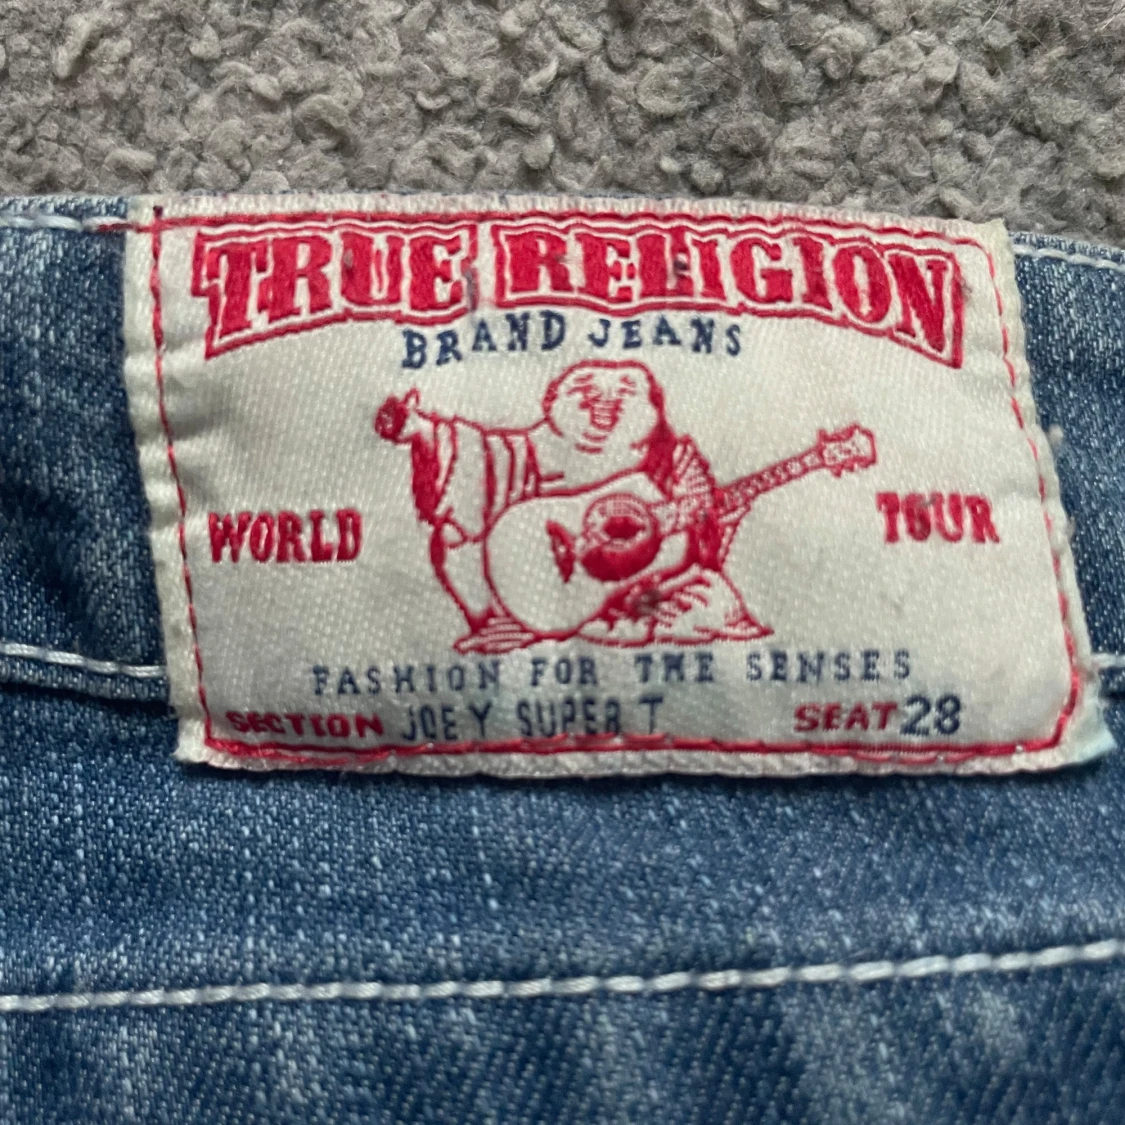 TRUE RELIGION
BRAND JEANS
WORLD TOUR
FASHION FOR THE SENSES
SECTION JOEY SUPER T SEAT 28